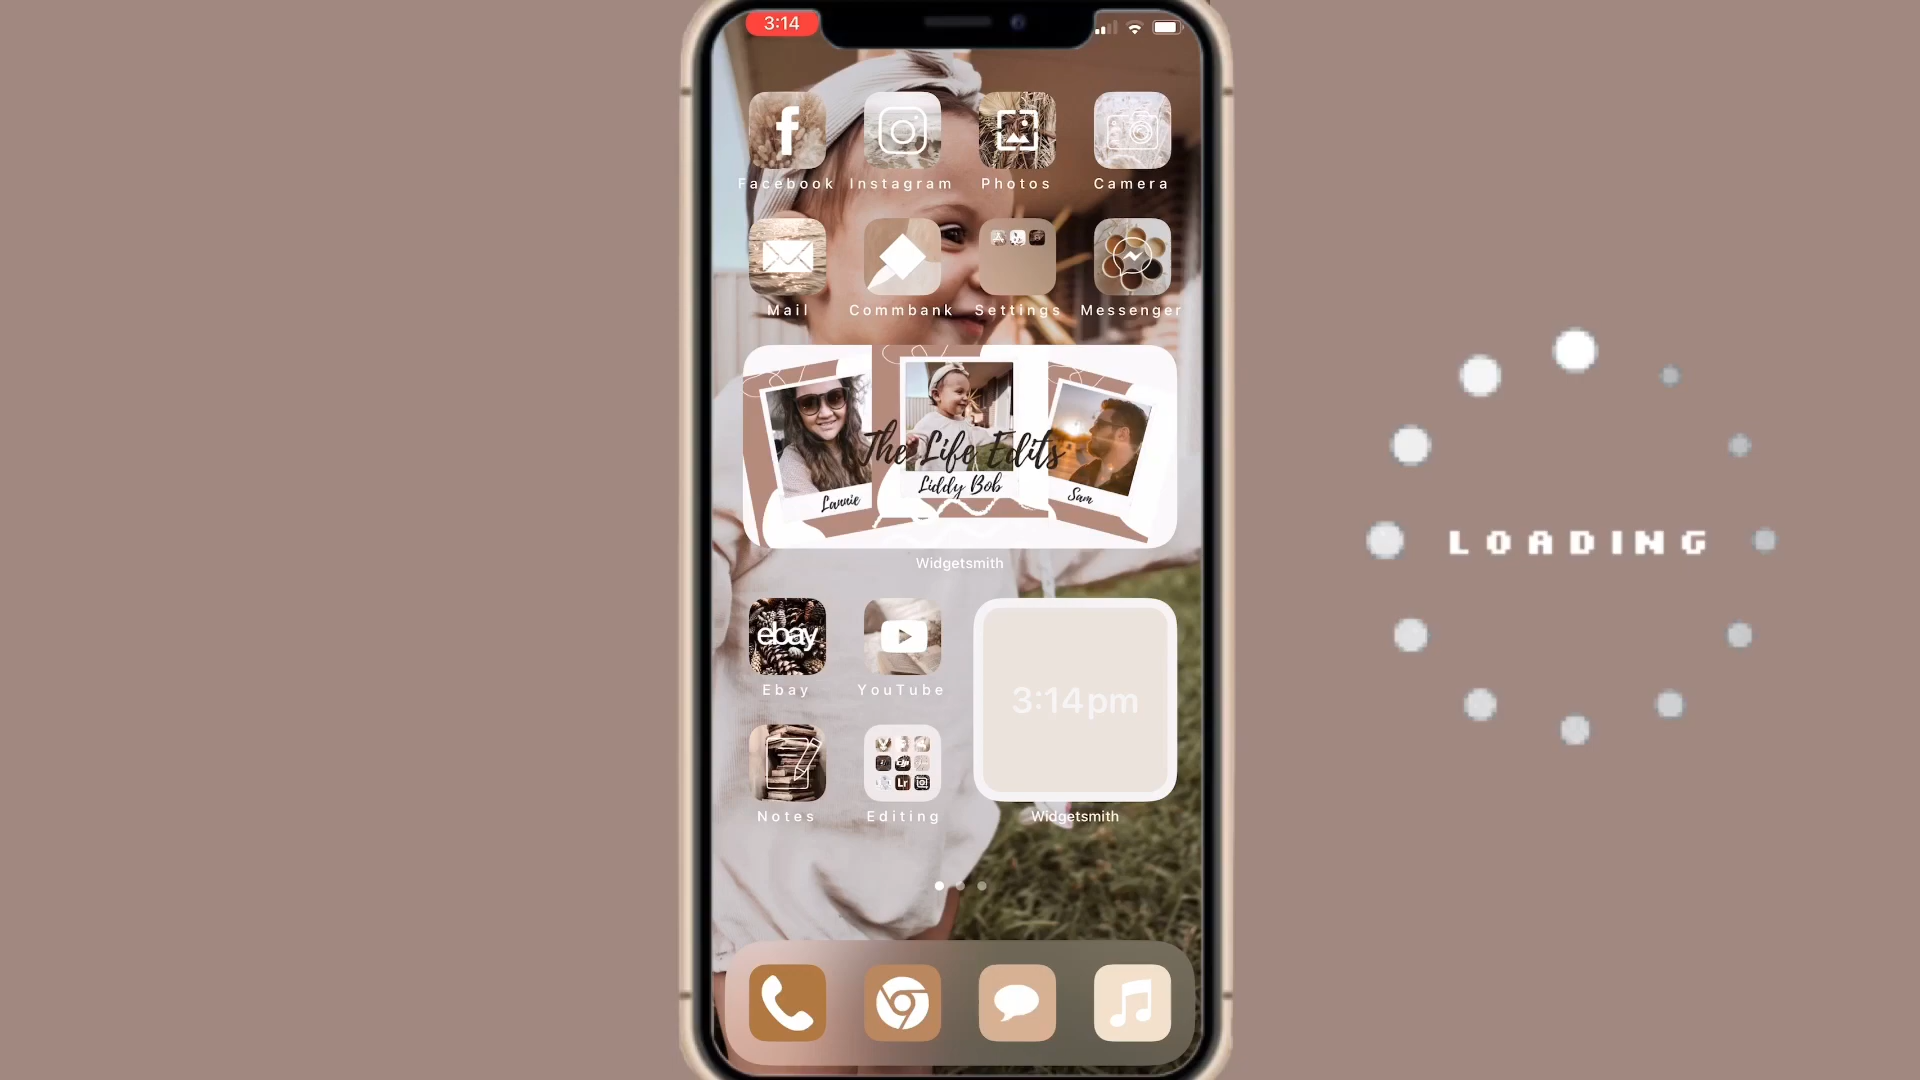 3:14
f
Facebook Instagram Photos Camera
Mail Commbank Settings Messenger
The Life Edits
Liddy Bob
Lannie
Sam
Widgetsmith
LOADING
ebay
Ebay YouTube
3:14pm
Lr
Notes Editing
Widgetsmith